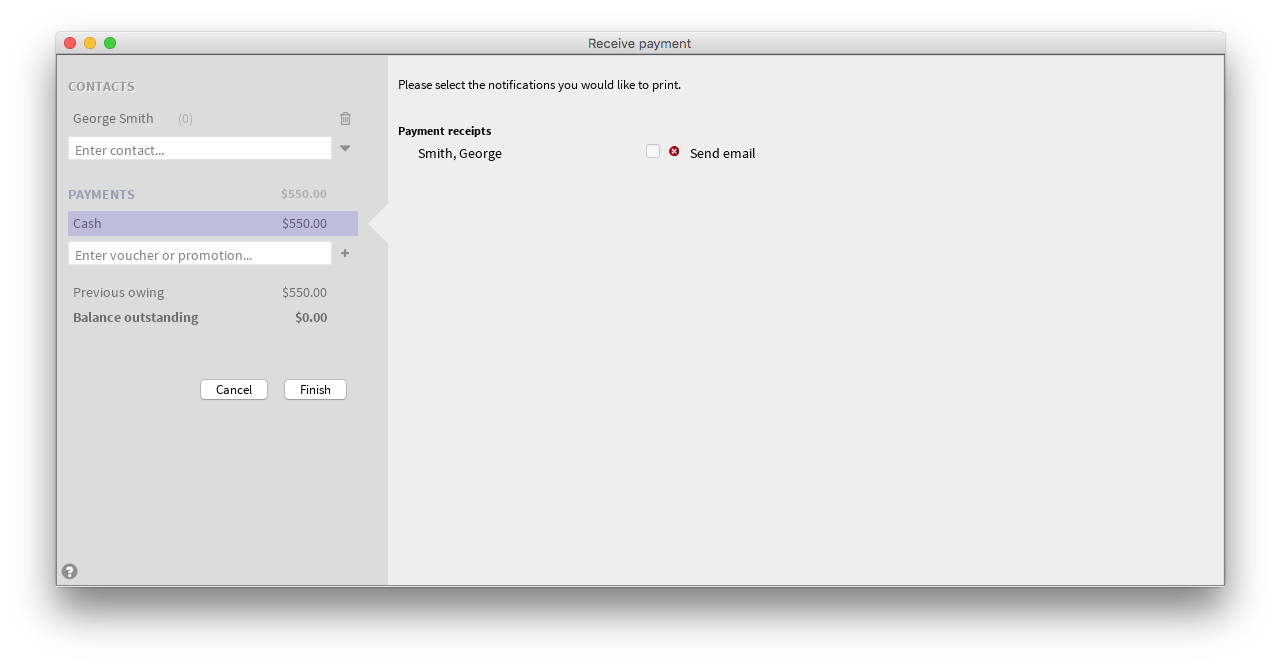 Receive payment
CONTACTS
George Smith (0)
Enter contact...
PAYMENTS $550.00
Cash $550.00
Enter voucher or promotion...
Previous owing $550.00
Balance outstanding $0.00
Cancel Finish
?
Please select the notifications you would like to print.
Payment receipts
Smith, George Send email